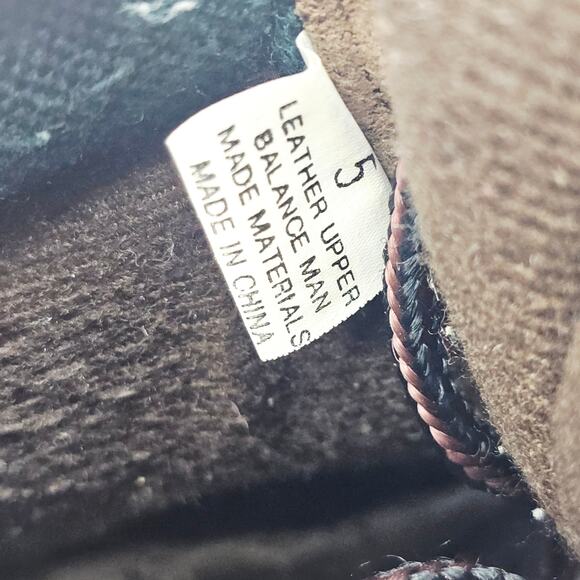 5
LEATHER UPPER
BALANCE MAN
MADE MATERIALS
MADE IN CHINA